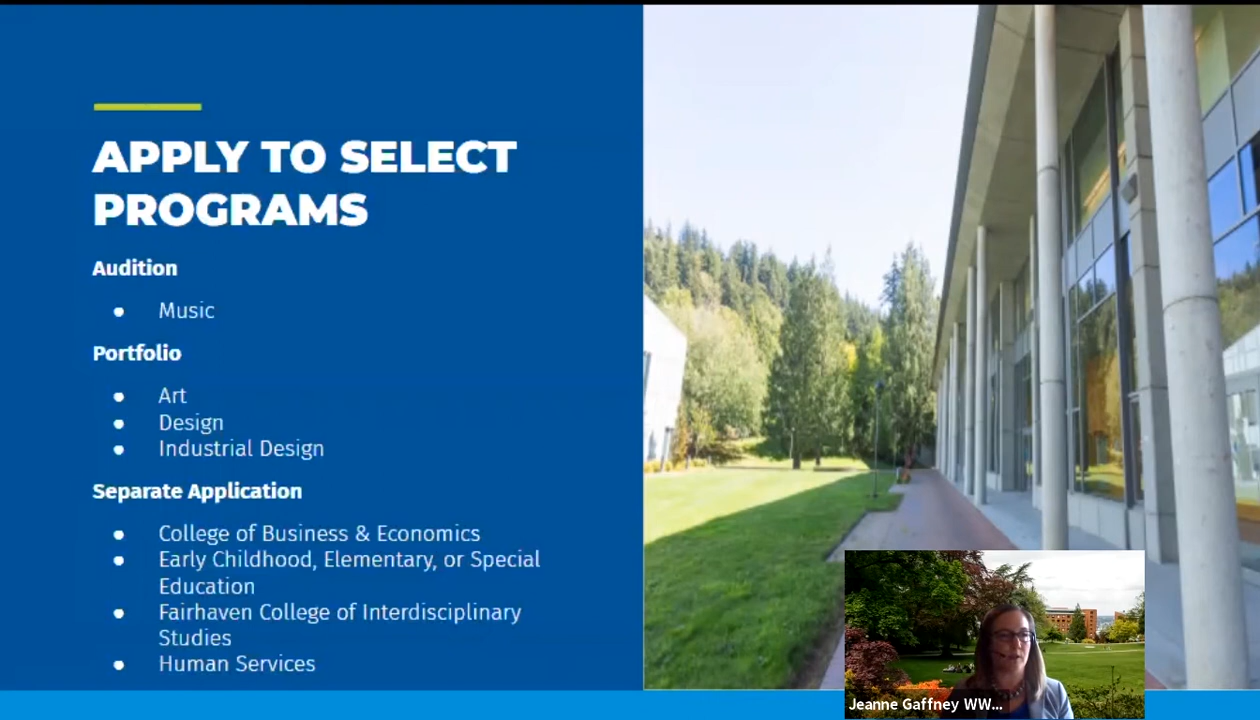 APPLY TO SELECT
PROGRAMS
Audition
• Music
Portfolio
• Art
• Design
• Industrial Design
Separate Application
• College of Business & Economics
• Early Childhood, Elementary, or Special
Education
• Fairhaven College of Interdisciplinary
Studies
• Human Services
Jeanne Gaffney WW...